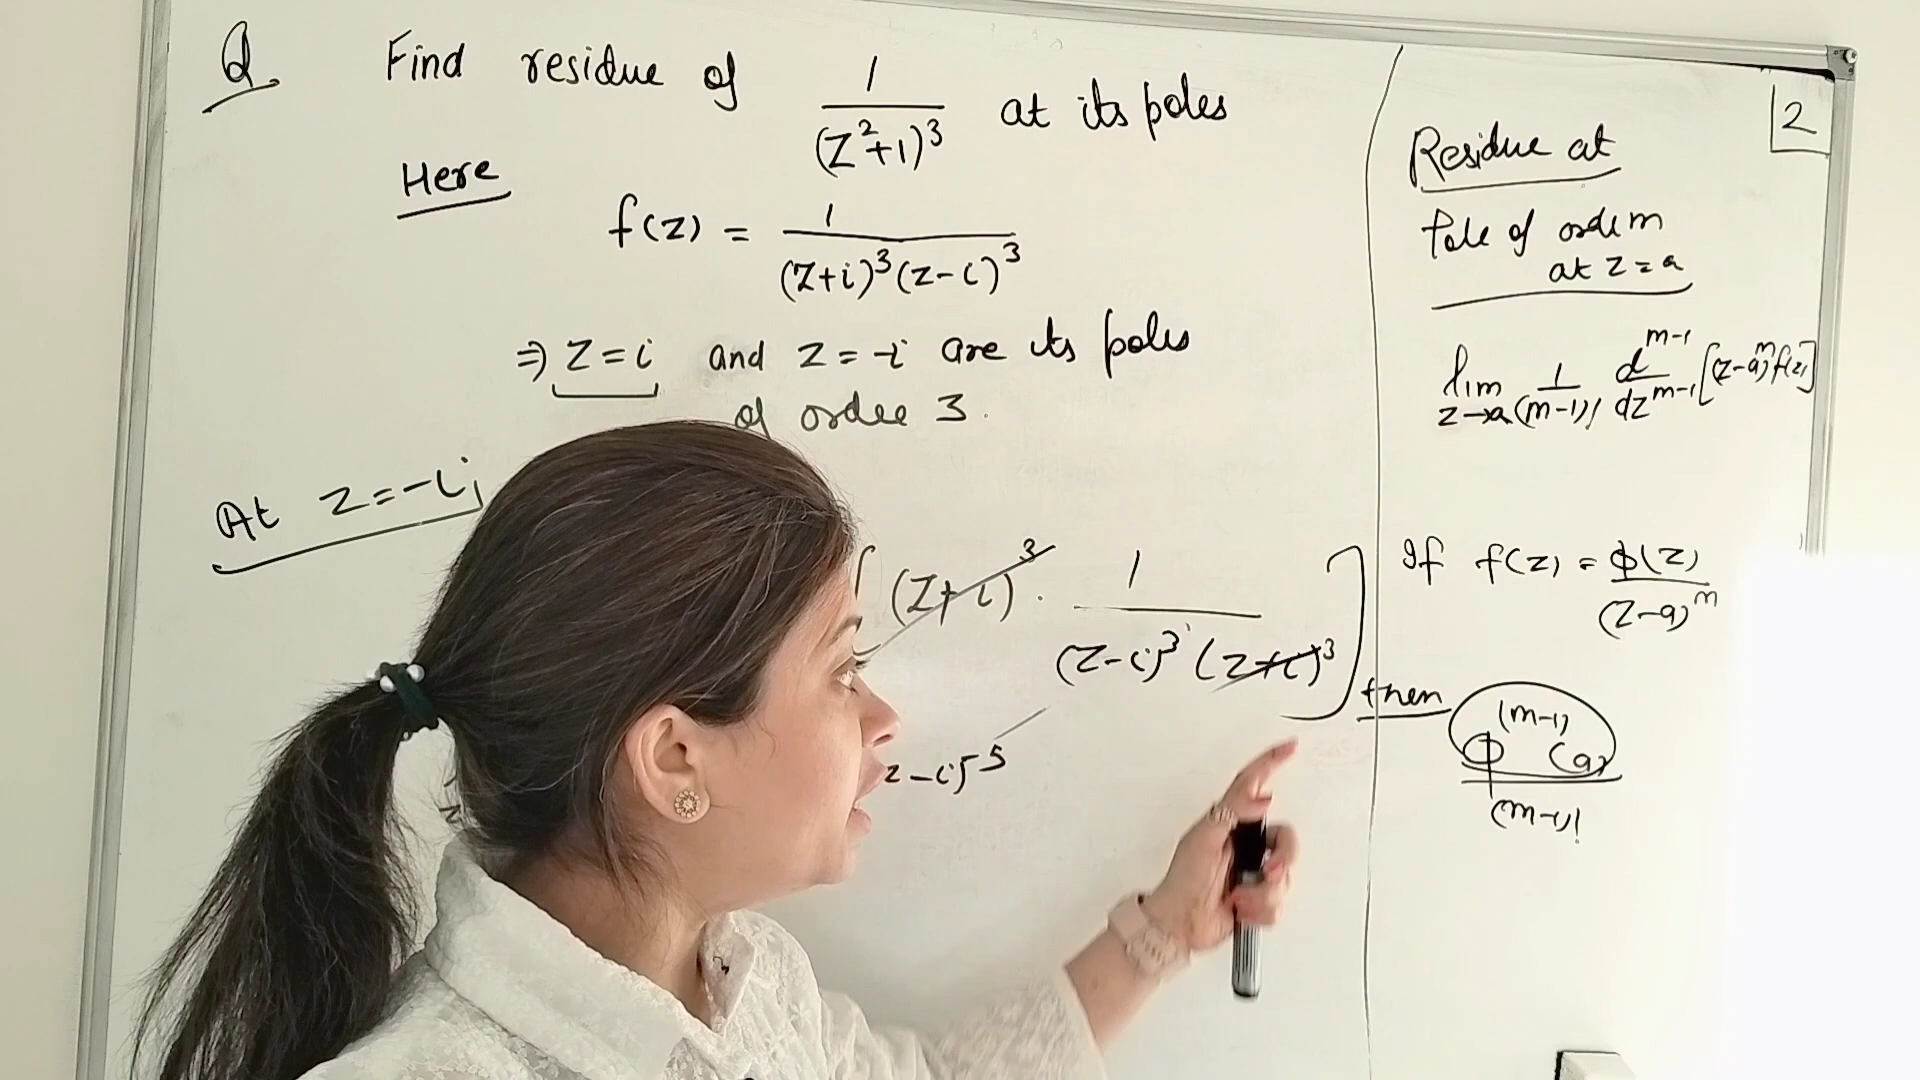 Q Find residue of 1/(Z²+1)³ at its poles
Here
f(z) = 1/((Z+i)³(z-i)³)
⇒ Z=i and z=-i are its poles
of order 3.
At z=-i,
(Z+i)³ · 1/((Z-i)³(z+i)³)]
z-i)⁻⁵
2
Residue at
Pole of order m
at z=a
lim z→a 1/(m-1)! d^(m-1)/dz^(m-1) [(z-a)^m f(z)]
If f(z) = Φ(z)/(z-a)^m
then Φ^(m-1)(a)/(m-1)!